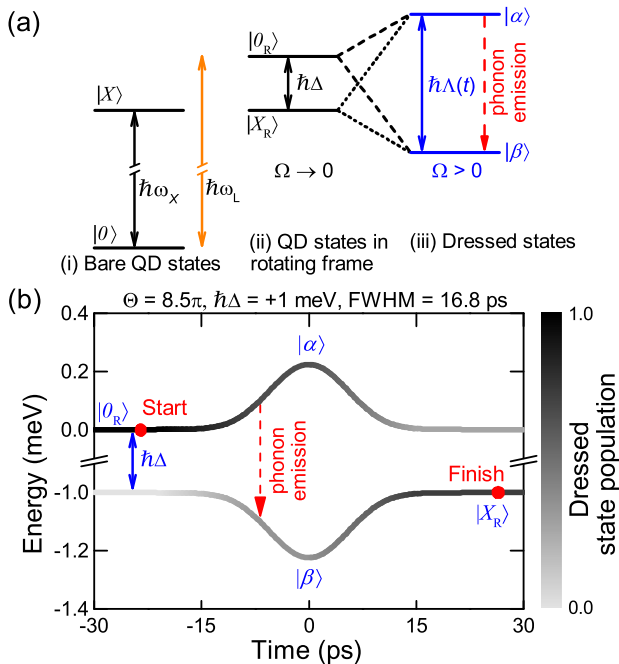 (a)
|X⟩
|0⟩
ħω_X
ħω_L
(i) Bare QD states
|0_R⟩
|X_R⟩
ħΔ
Ω → 0
(ii) QD states in
rotating frame
|α⟩
|β⟩
ħΛ(t)
phonon
emission
Ω > 0
(iii) Dressed states
(b)
Θ = 8.5π, ħΔ = +1 meV, FWHM = 16.8 ps
0.4
0.2
0.0
-1.0
-1.2
-1.4
Energy (meV)
|0_R⟩
Start
ħΔ
|α⟩
phonon
emission
|β⟩
Finish
|X_R⟩
-30
-15
0
15
30
Time (ps)
1.0
0.0
Dressed
state population